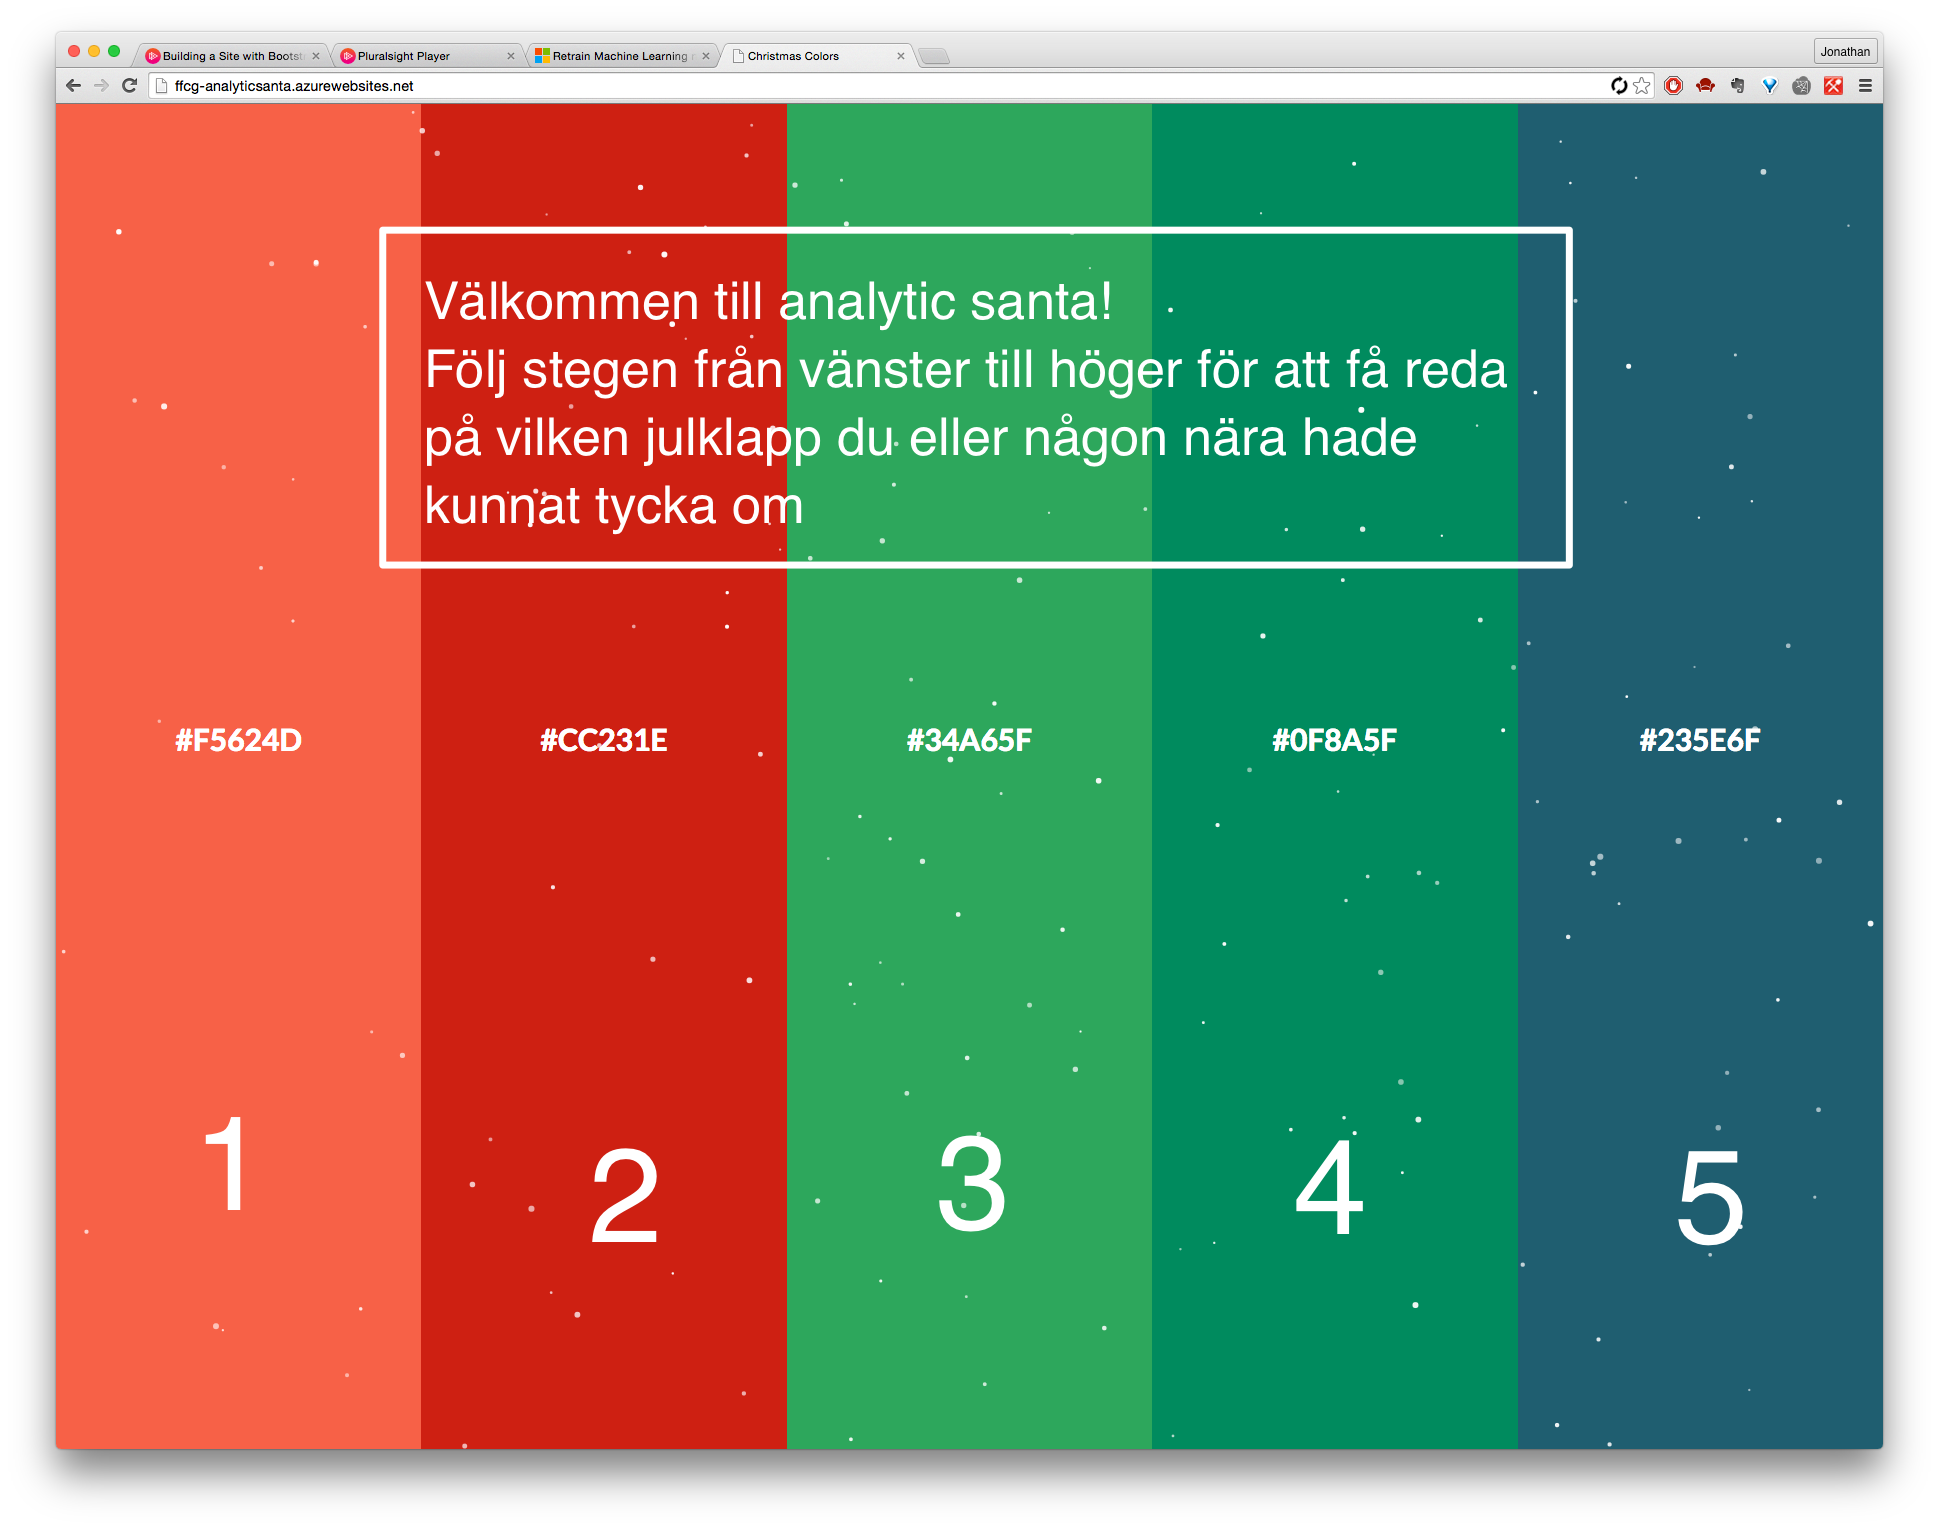 Building a Site with Bootst
Pluralsight Player
Retrain Machine Learning
Christmas Colors
Jonathan
ffcg-analyticsanta.azurewebsites.net
Välkommen till analytic santa!
Följ stegen från vänster till höger för att få reda
på vilken julklapp du eller någon nära hade
kunnat tycka om
#F5624D
#CC231E
#34A65F
#0F8A5F
#235E6F
1
2
3
4
5